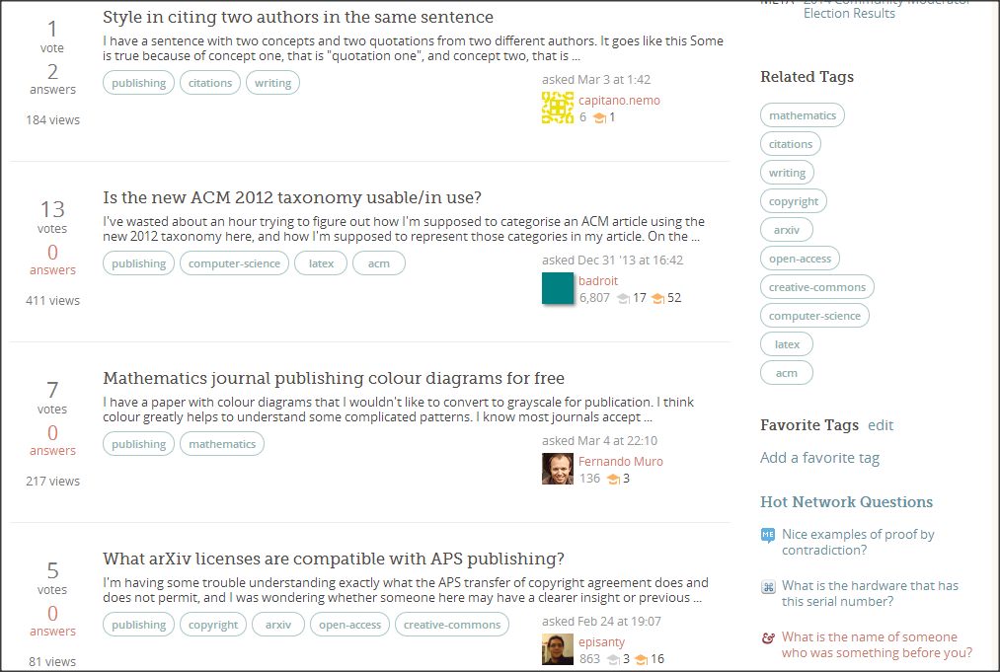 1
vote
2
answers
184 views
Style in citing two authors in the same sentence
I have a sentence with two concepts and two quotations from two different authors. It goes like this Some
is true because of concept one, that is "quotation one", and concept two, that is ...
publishing citations writing
asked Mar 3 at 1:42
capitano.nemo
6 1
13
votes
0
answers
411 views
Is the new ACM 2012 taxonomy usable/in use?
I've wasted about an hour trying to figure out how I'm supposed to categorise an ACM article using the
new 2012 taxonomy here, and how I'm supposed to represent those categories in my article. On the ...
publishing computer-science latex acm
asked Dec 31 '13 at 16:42
badroit
6,807 17 52
7
votes
0
answers
217 views
Mathematics journal publishing colour diagrams for free
I have a paper with colour diagrams that I wouldn't like to convert to grayscale for publication. I think
colour greatly helps to understand some complicated patterns. I know most journals accept ...
publishing mathematics
asked Mar 4 at 22:10
Fernando Muro
136 3
5
votes
0
answers
81 views
What arXiv licenses are compatible with APS publishing?
I'm having some trouble understanding exactly what the APS transfer of copyright agreement does and
does not permit, and I was wondering whether someone here may have a clearer insight or previous ...
publishing copyright arxiv open-access creative-commons
asked Feb 24 at 19:07
episanty
863 3 16
META 2014 Community Moderator
Election Results
Related Tags
mathematics
citations
writing
copyright
arxiv
open-access
creative-commons
computer-science
latex
acm
Favorite Tags edit
Add a favorite tag
Hot Network Questions
ME Nice examples of proof by
contradiction?
What is the hardware that has
this serial number?
& What is the name of someone
who was something before you?